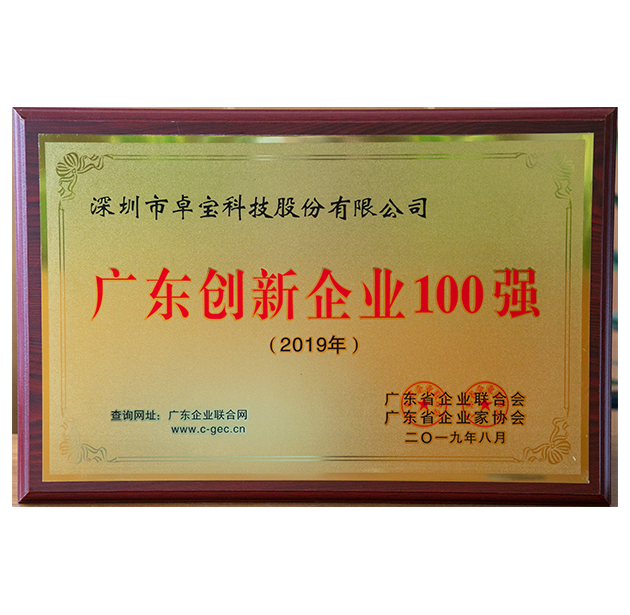 深圳市卓宝科技股份有限公司
广东创新企业100强
（2019年）
查询网址：广东企业联合网
www.c-gec.cn
广东省企业联合会
广东省企业家协会
二〇一九年八月